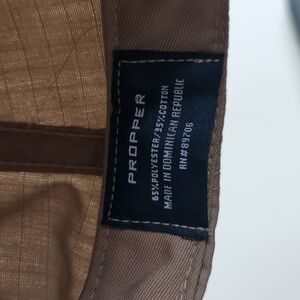 PROPPER
65% POLYESTER/35% COTTON
MADE IN DOMINICAN REPUBLIC
RN#89706